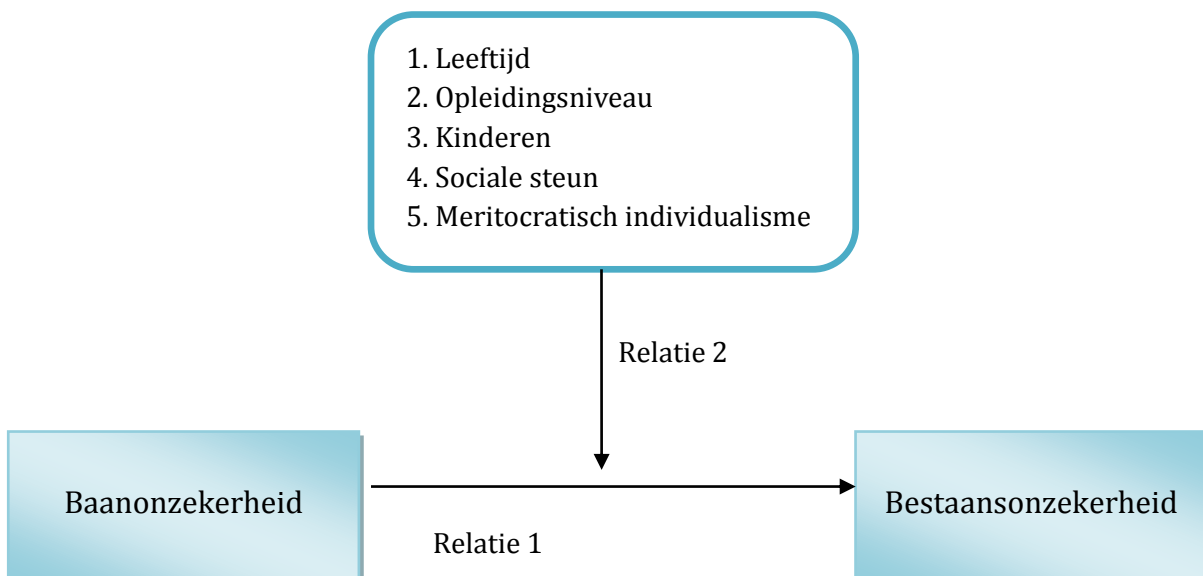 1. Leeftijd
2. Opleidingsniveau
3. Kinderen
4. Sociale steun
5. Meritocratisch individualisme
Relatie 2
Baanonzekerheid
Bestaansonzekerheid
Relatie 1